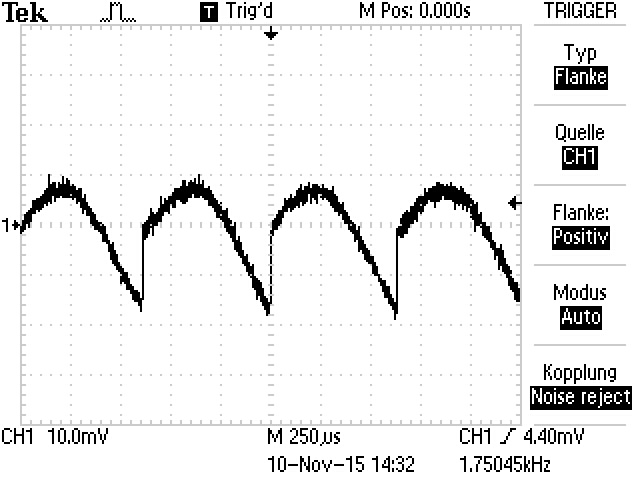 Tek Trig'd M Pos: 0.000s TRIGGER
T
Typ
Flanke
Quelle
CH1
Flanke:
Positiv
Modus
Auto
Kopplung
Noise reject
1
CH1 10.0mV M 250µs CH1 4.40mV
10-Nov-15 14:32 1.75045kHz